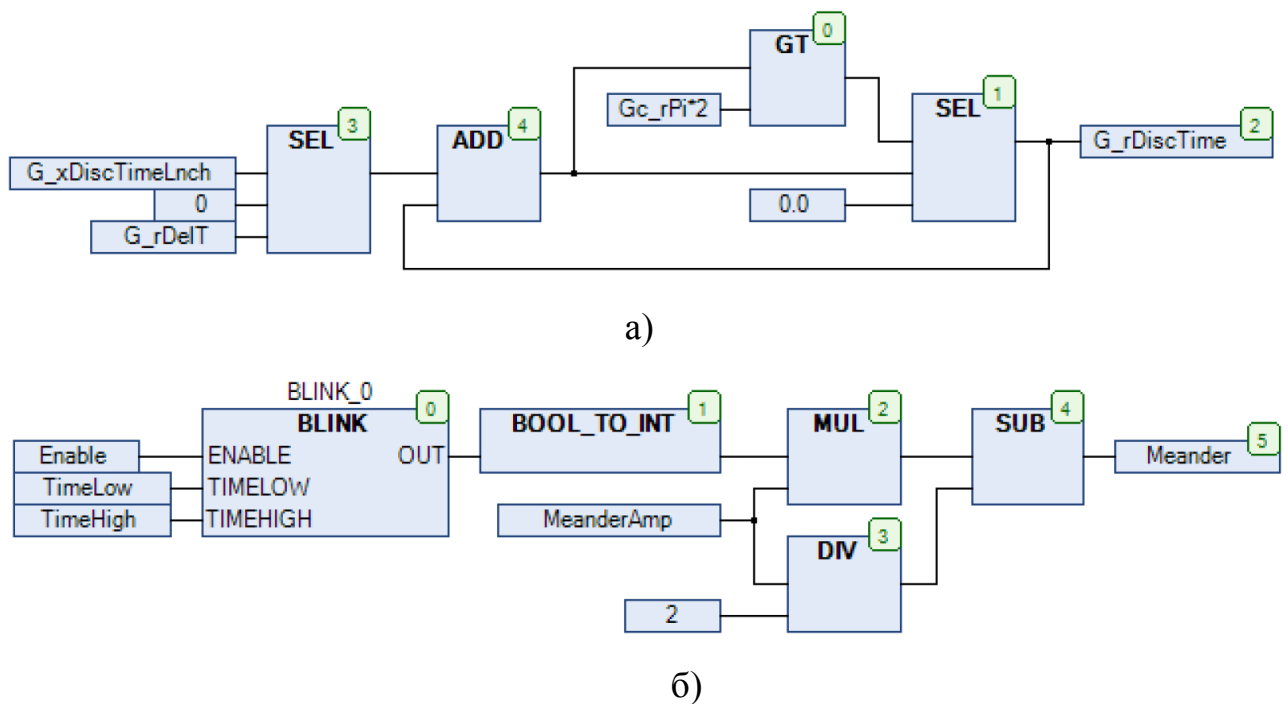 GT 0
Gc_rPi*2
SEL 1
SEL 3
ADD 4
G_rDiscTime 2
G_xDiscTimeLnch
0
0.0
G_rDelT
а)
BLINK_0
BLINK 0
BOOL_TO_INT 1
MUL 2
SUB 4
Enable ENABLE OUT
Meander 5
TimeLow TIMELOW
TimeHigh TIMEHIGH
MeanderAmp
DIV 3
2
б)